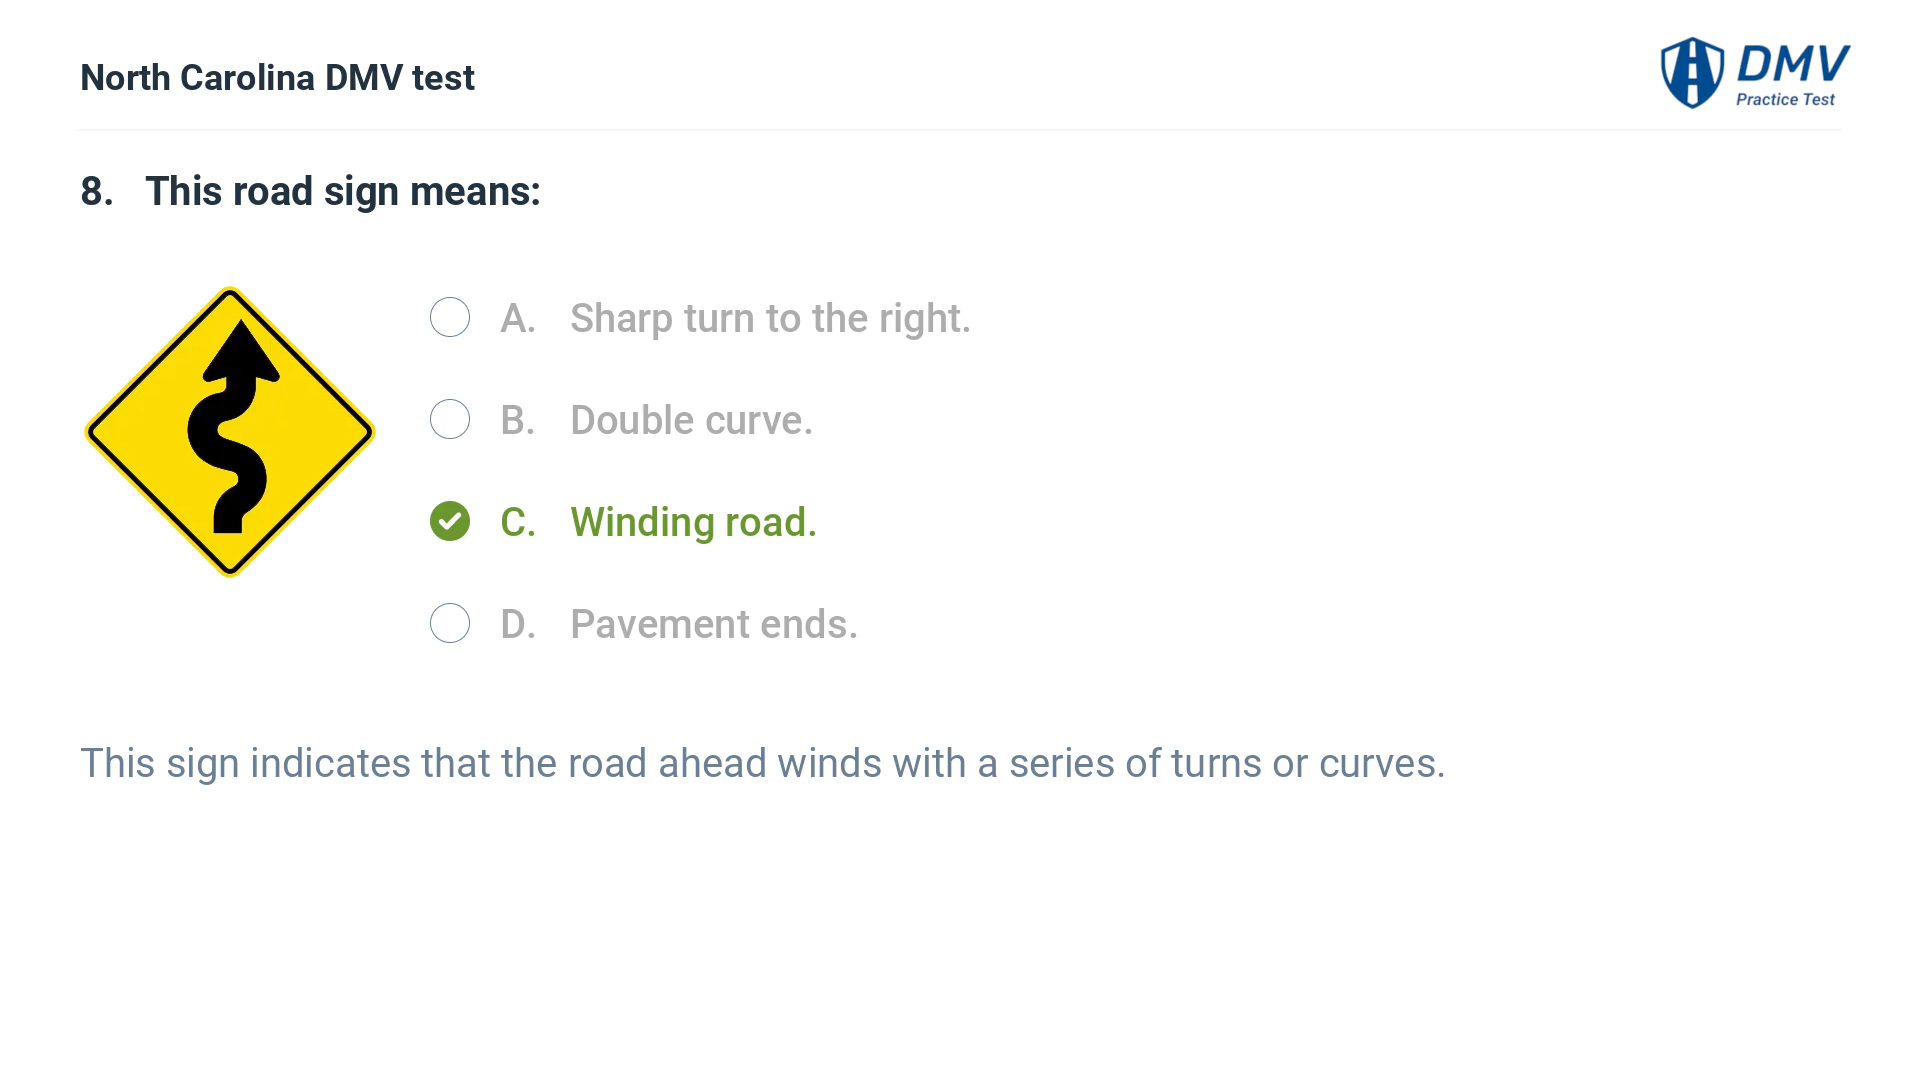 North Carolina DMV test
DMV
Practice Test
8. This road sign means:
A. Sharp turn to the right.
B. Double curve.
C. Winding road.
D. Pavement ends.
This sign indicates that the road ahead winds with a series of turns or curves.